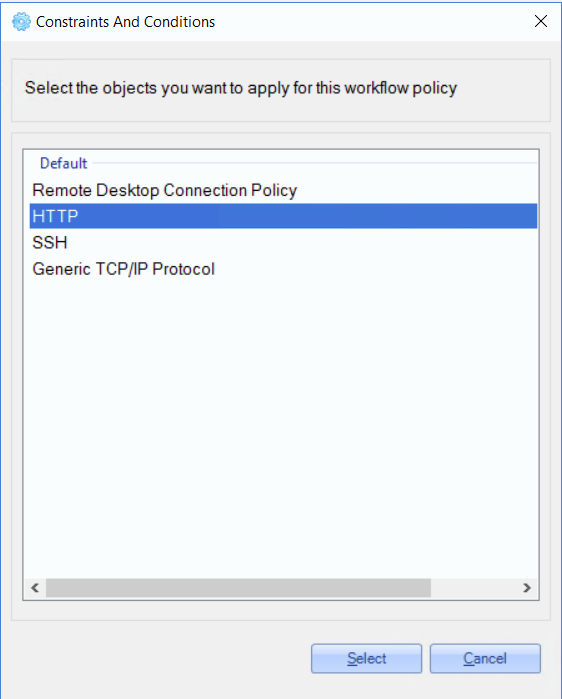 Constraints And Conditions
Select the objects you want to apply for this workflow policy
Default
Remote Desktop Connection Policy
HTTP
SSH
Generic TCP/IP Protocol
Select
Cancel